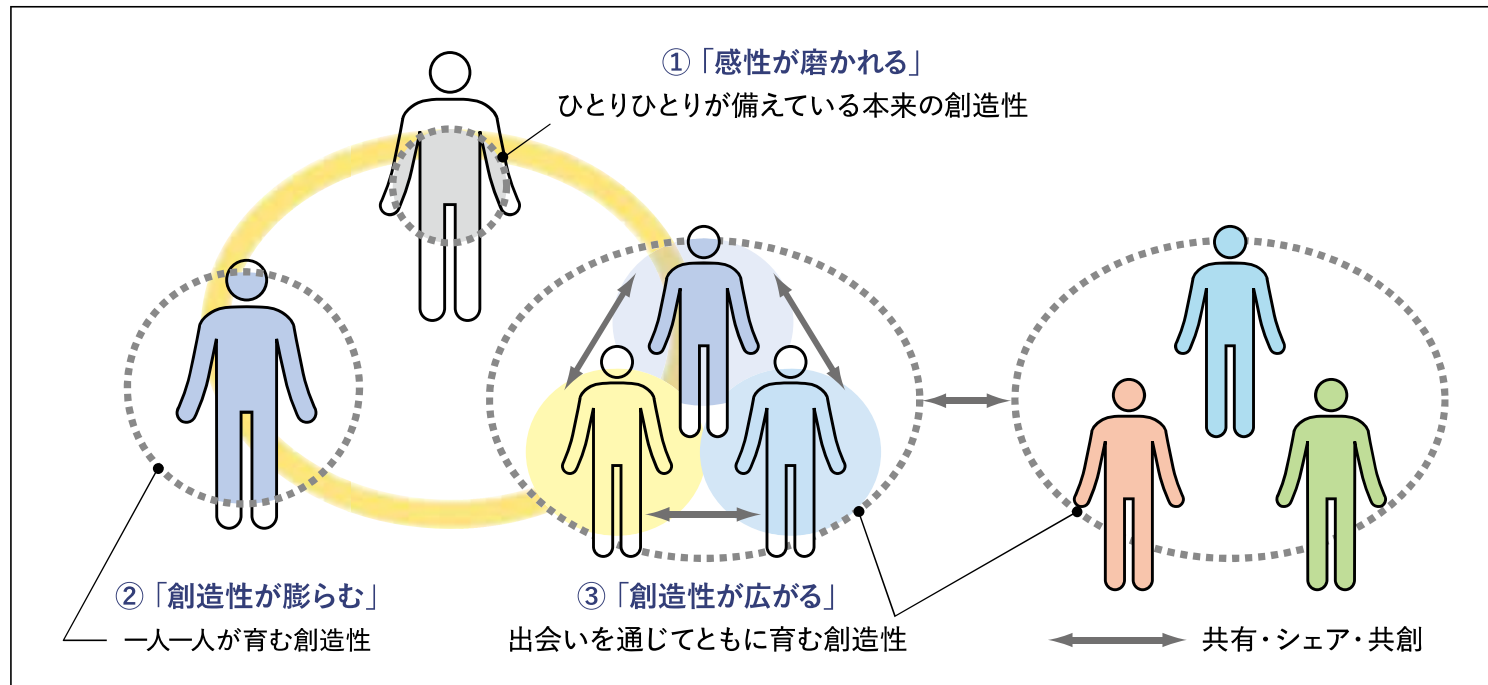 ①「感性が磨かれる」
ひとりひとりが備えている本来の創造性
②「創造性が膨らむ」
一人一人が育む創造性
③「創造性が広がる」
出会いを通じてともに育む創造性
共有・シェア・共創